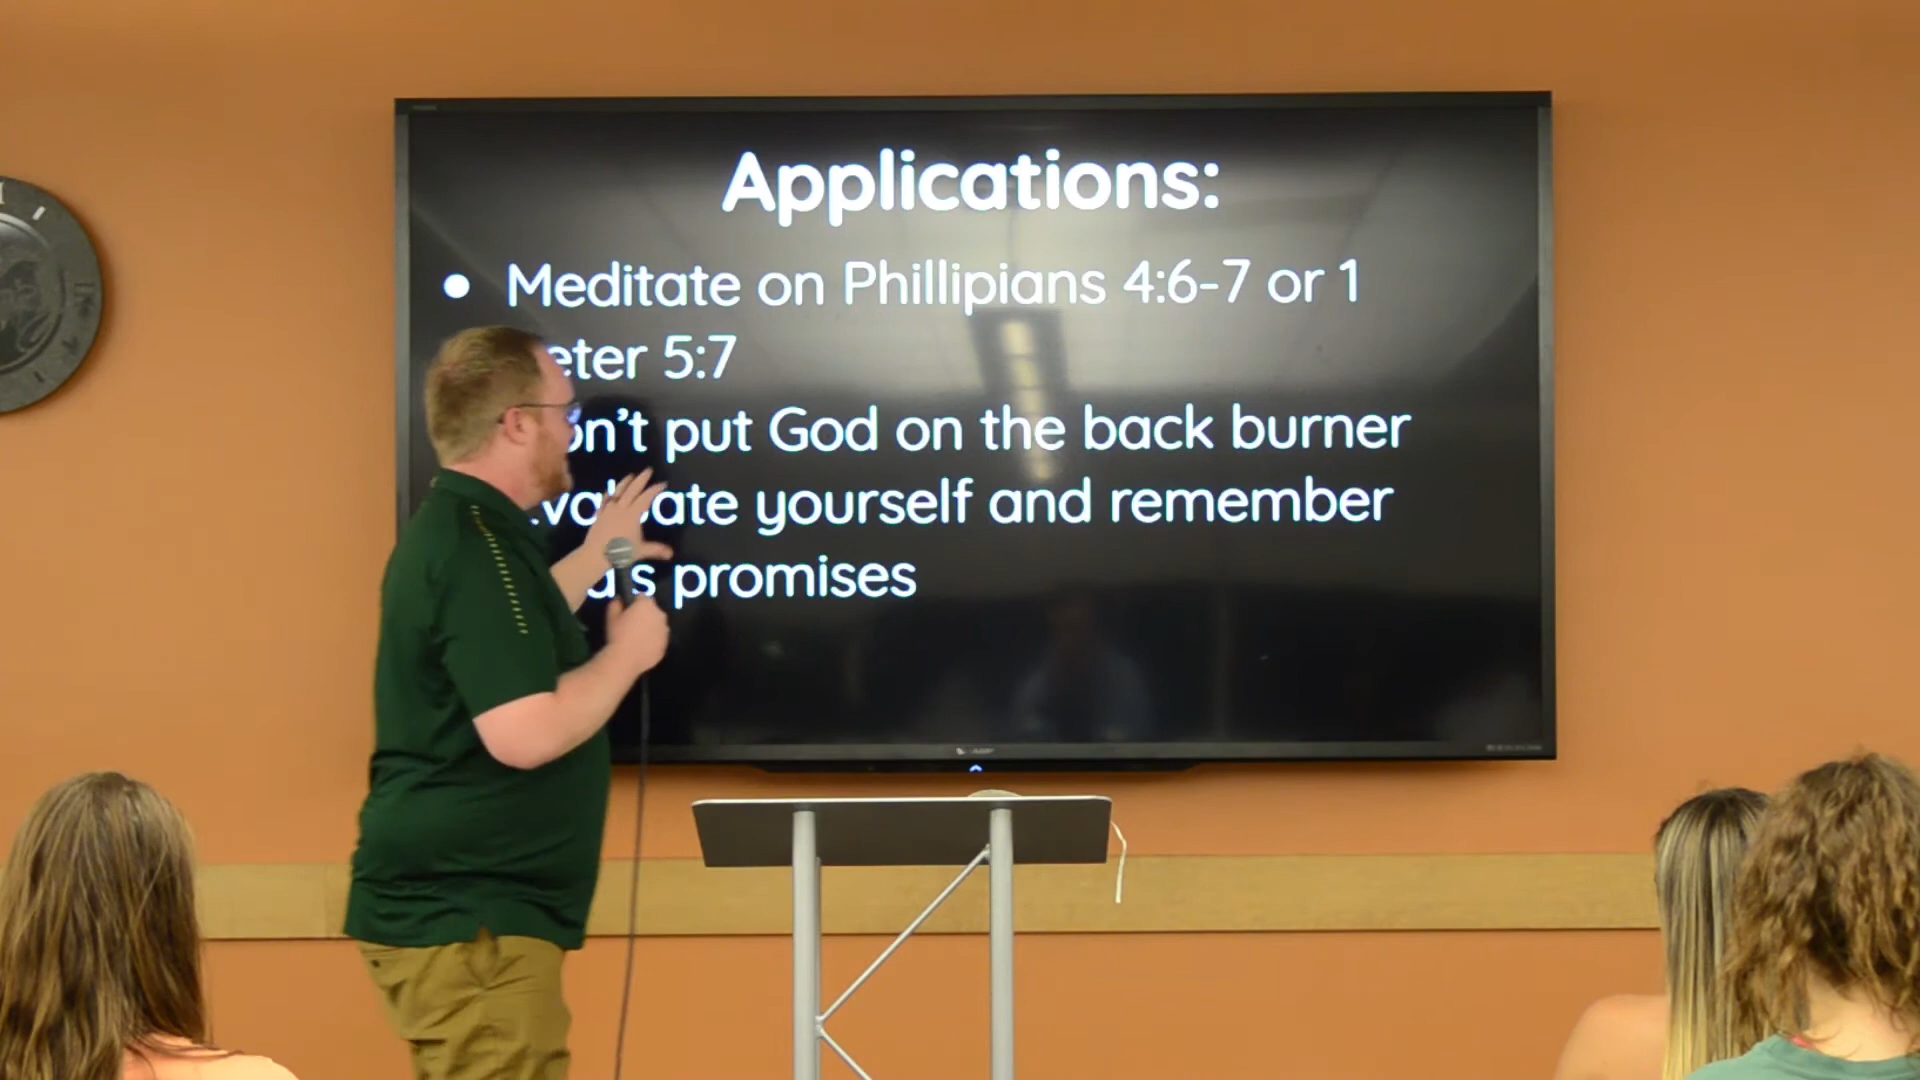 Applications:
• Meditate on Phillipians 4:6-7 or 1
eter 5:7
on't put God on the back burner
ate yourself and remember
's promises